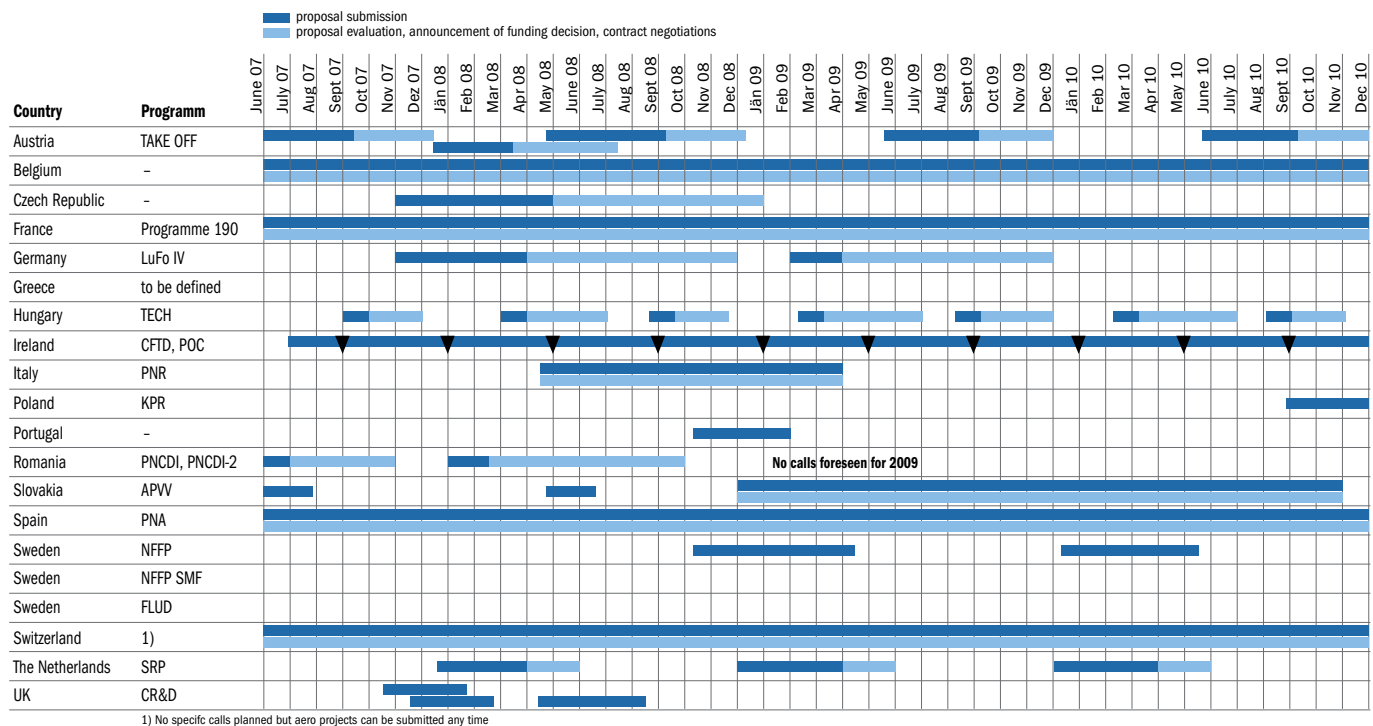 proposal submission
proposal evaluation, announcement of funding decision, contract negotiations
June 07
July 07
Aug 07
Sept 07
Oct 07
Nov 07
Dez 07
Jän 08
Feb 08
Mar 08
Apr 08
May 08
June 08
July 08
Aug 08
Sept 08
Oct 08
Nov 08
Dec 08
Jän 09
Feb 09
Mar 09
Apr 09
May 09
June 09
July 09
Aug 09
Sept 09
Oct 09
Nov 09
Dec 09
Jän 10
Feb 10
Mar 10
Apr 10
May 10
June 10
July 10
Aug 10
Sept 10
Oct 10
Nov 10
Dec 10
Country Programm
Austria TAKE OFF
Belgium –
Czech Republic –
France Programme 190
Germany LuFo IV
Greece to be defined
Hungary TECH
Ireland CFTD, POC
Italy PNR
Poland KPR
Portugal –
Romania PNCDI, PNCDI-2 No calls foreseen for 2009
Slovakia APVV
Spain PNA
Sweden NFFP
Sweden NFFP SMF
Sweden FLUD
Switzerland 1)
The Netherlands SRP
UK CR&D
1) No specifc calls planned but aero projects can be submitted any time